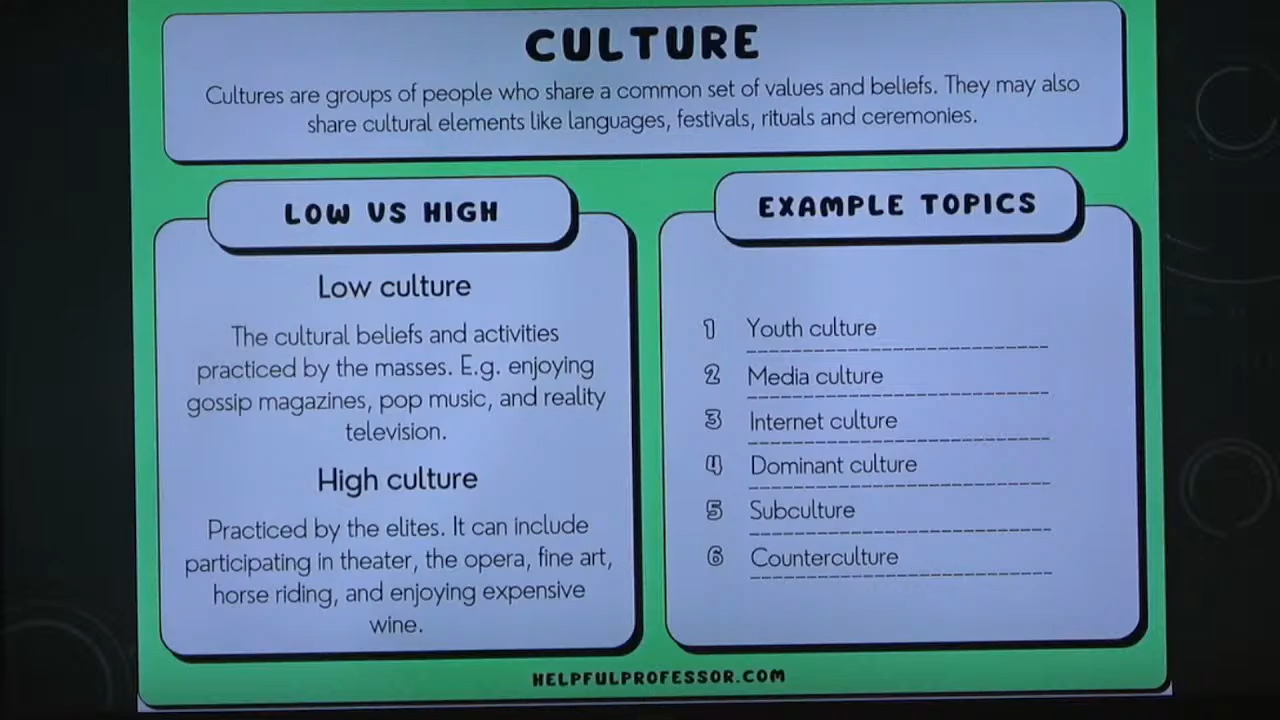 CULTURE
Cultures are groups of people who share a common set of values and beliefs. They may also
share cultural elements like languages, festivals, rituals and ceremonies.
LOW VS HIGH
Low culture
The cultural beliefs and activities
practiced by the masses. E.g. enjoying
gossip magazines, pop music, and reality
television.
High culture
Practiced by the elites. It can include
participating in theater, the opera, fine art,
horse riding, and enjoying expensive
wine.
EXAMPLE TOPICS
1 Youth culture
2 Media culture
3 Internet culture
4 Dominant culture
5 Subculture
6 Counterculture
HELPFULPROFESSOR.COM